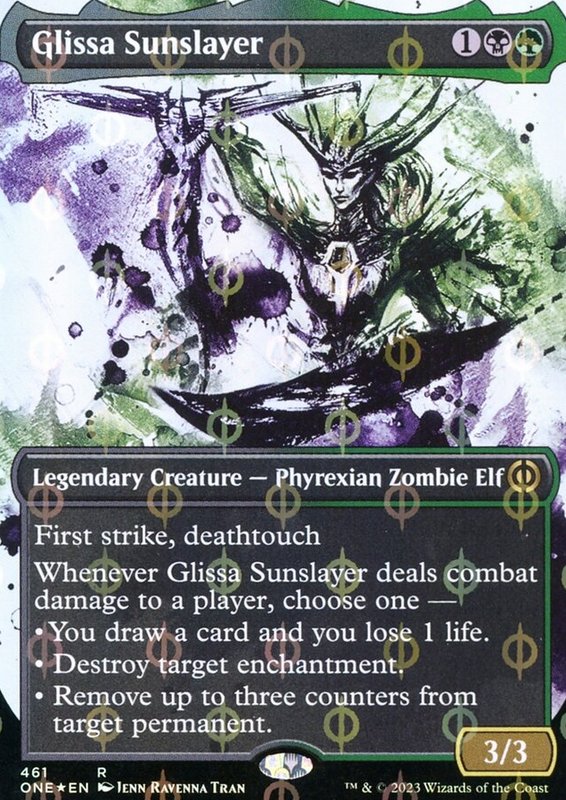 Glissa Sunslayer 1
Legendary Creature — Phyrexian Zombie Elf
First strike, deathtouch
Whenever Glissa Sunslayer deals combat
damage to a player, choose one —
• You draw a card and you lose 1 life.
• Destroy target enchantment.
• Remove up to three counters from
target permanent.
3/3
461 R
ONE★EN Jenn Ravenna Tran ™ & © 2023 Wizards of the Coast